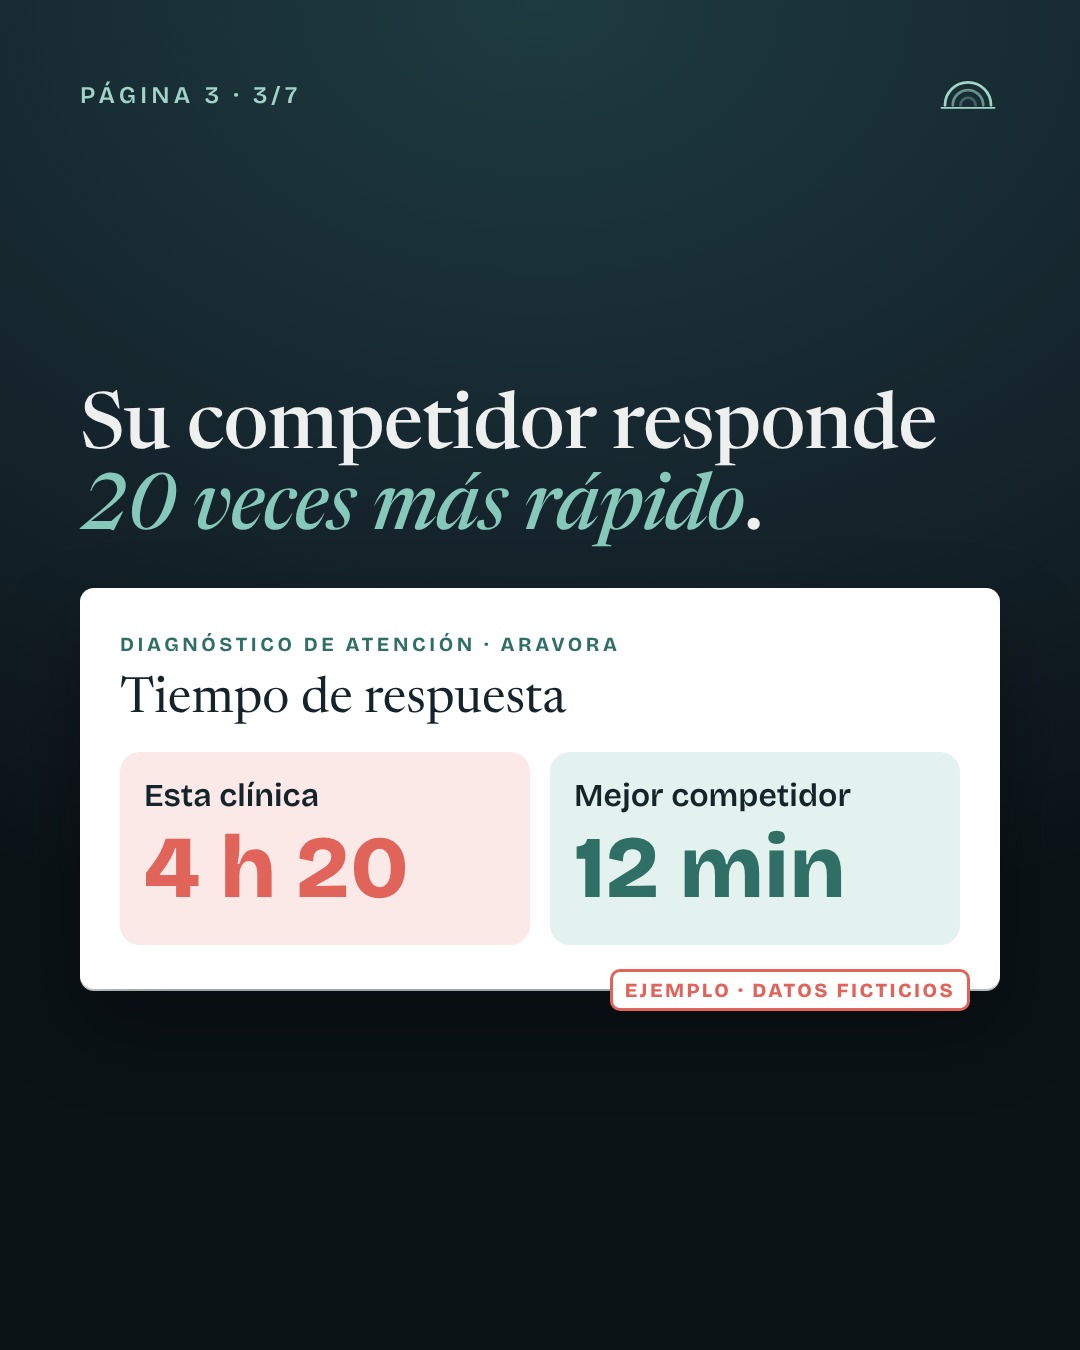 PÁGINA 3 · 3/7
Su competidor responde
20 veces más rápido.
DIAGNÓSTICO DE ATENCIÓN · ARAVORA
Tiempo de respuesta
Esta clínica
4 h 20
Mejor competidor
12 min
EJEMPLO · DATOS FICTICIOS